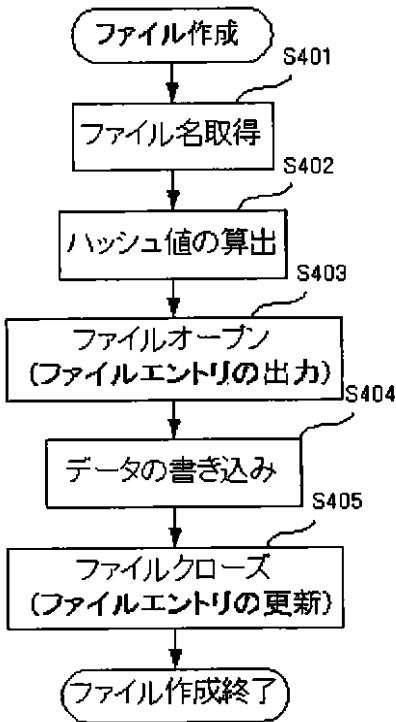 ファイル作成
S401
ファイル名取得
S402
ハッシュ値の算出
S403
ファイルオープン
(ファイルエントリの出力)
S404
データの書き込み
S405
ファイルクローズ
(ファイルエントリの更新)
ファイル作成終了